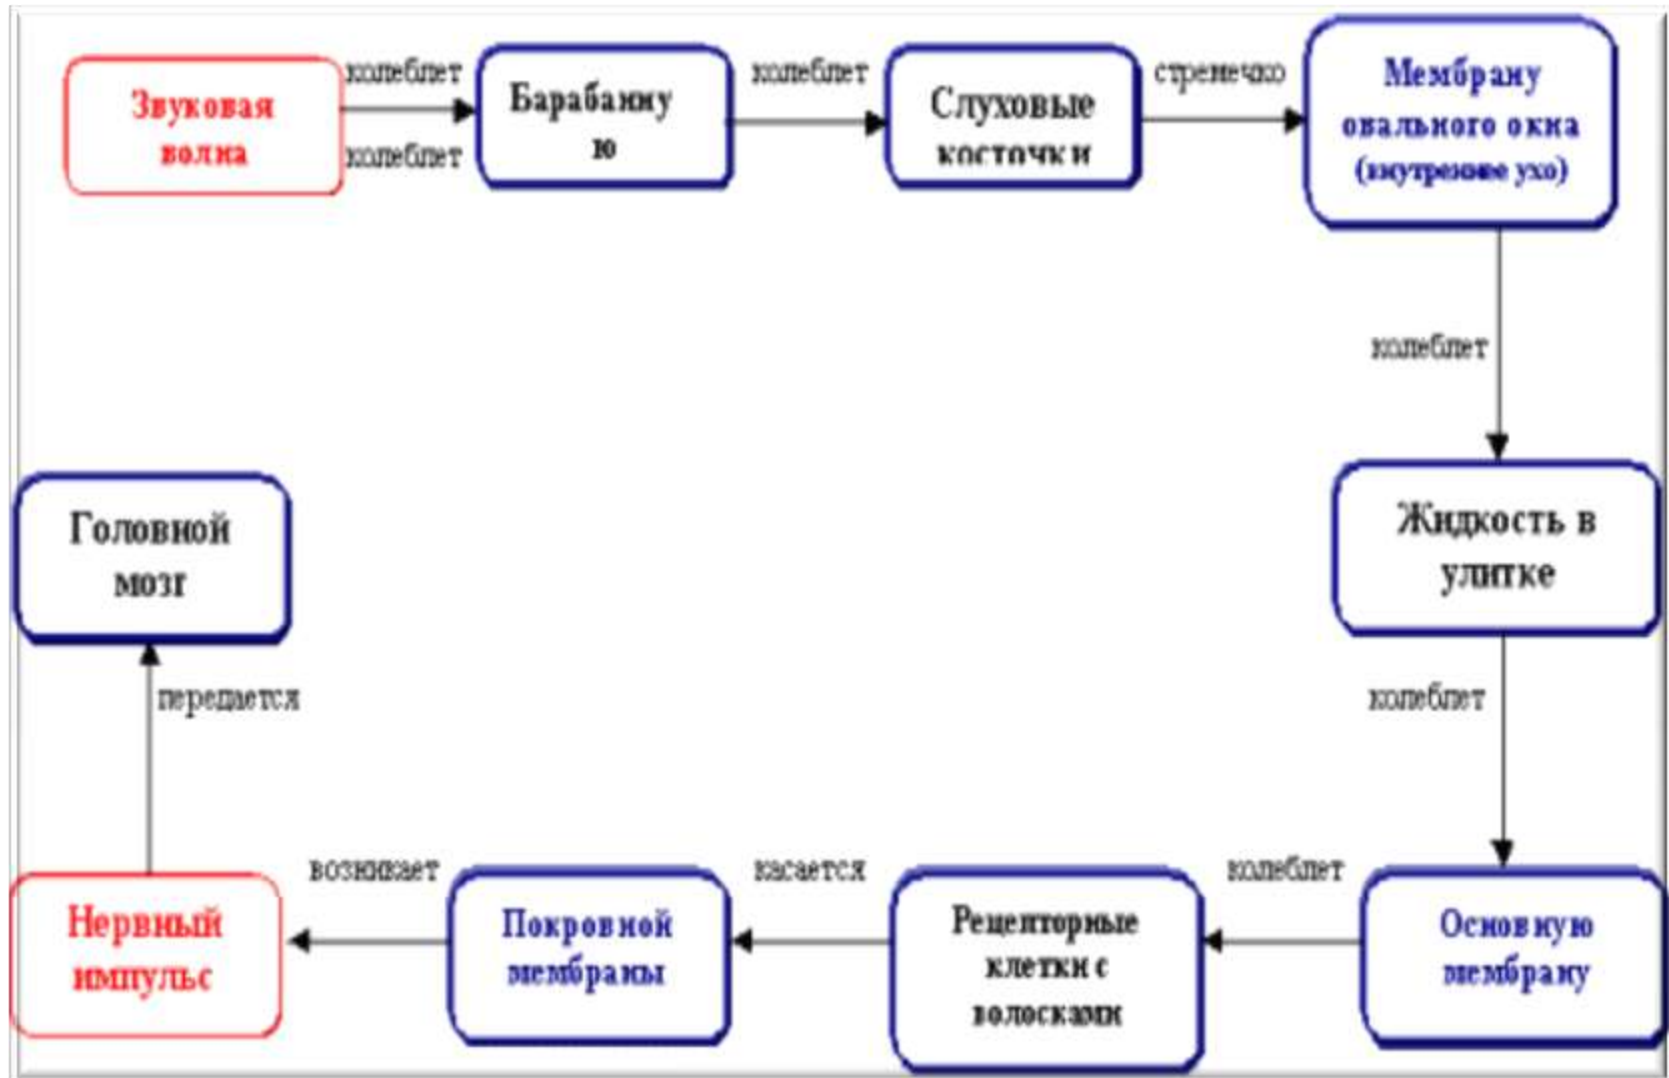 Звуковая
волна
колеблет
колеблет
Барабанну
ю
колеблет
Слуховые
косточки
стремечко
Мембрану
овального окна
(внутреннее ухо)
колеблет
Жидкость в
улитке
колеблет
Основную
мембрану
колеблет
Рецепторные
клетки с
волосками
касается
Покровной
мембраны
возникает
Нервный
импульс
передается
Головной
мозг